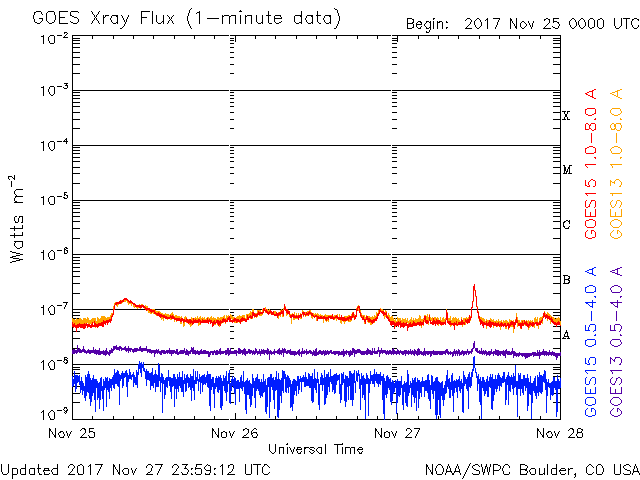 GOES Xray Flux (1-minute data)
Begin: 2017 Nov 25 0000 UTC
10⁻²
10⁻³
10⁻⁴
10⁻⁵
10⁻⁶
10⁻⁷
10⁻⁸
10⁻⁹
Watts m⁻²
X
M
C
B
A
GOES15 1.0-8.0 A
GOES13 1.0-8.0 A
GOES15 0.5-4.0 A
GOES13 0.5-4.0 A
Nov 25 Nov 26 Nov 27 Nov 28
Universal Time
Updated 2017 Nov 27 23:59:12 UTC
NOAA/SWPC Boulder, CO USA